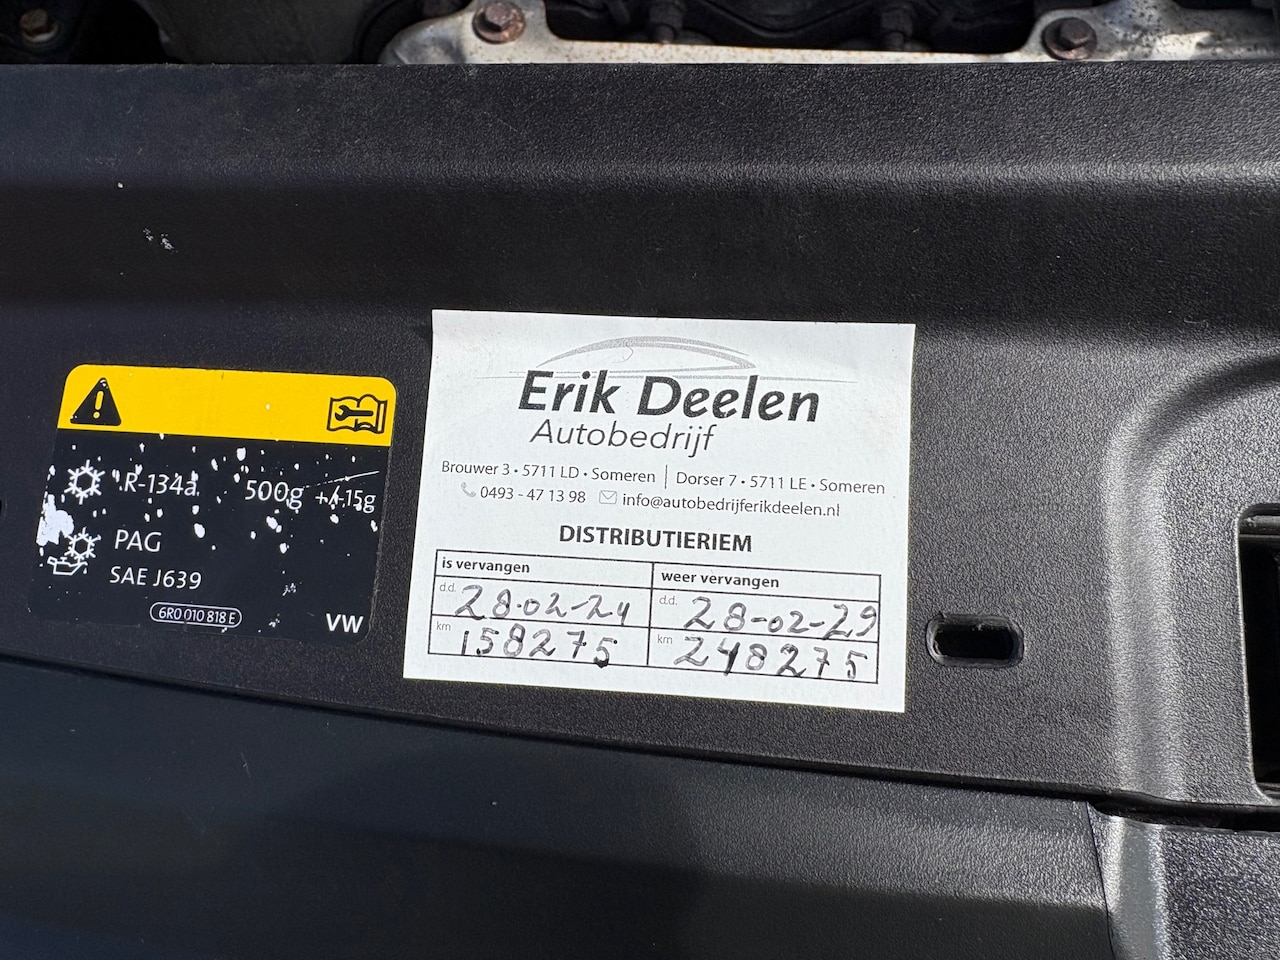 R-134a 500g +/-15g
PAG
SAE J639
6R0 010 818 E
VW
Erik Deelen
Autobedrijf
Brouwer 3 • 5711 LD • Someren | Dorser 7 • 5711 LE • Someren
0493 - 47 13 98 info@autobedrijferikdeelen.nl
DISTRIBUTIERIEM
is vervangen weer vervangen
d.d. 28-02-24 d.d. 28-02-29
km 158275 km 248275